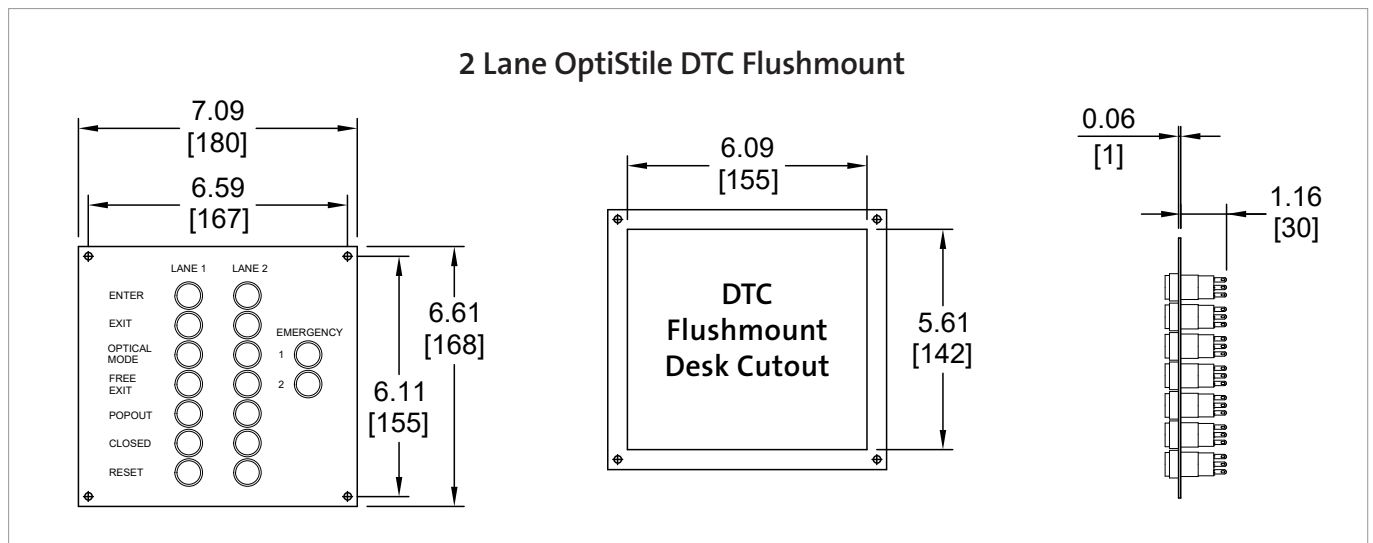 2 Lane OptiStile DTC Flushmount
7.09
[180]
6.59
[167]
LANE 1 LANE 2
ENTER
EXIT
OPTICAL
MODE
FREE
EXIT
POPOUT
CLOSED
RESET
EMERGENCY
1
2
6.11
[155]
6.61
[168]
6.09
[155]
DTC
Flushmount
Desk Cutout
5.61
[142]
0.06
[1]
1.16
[30]